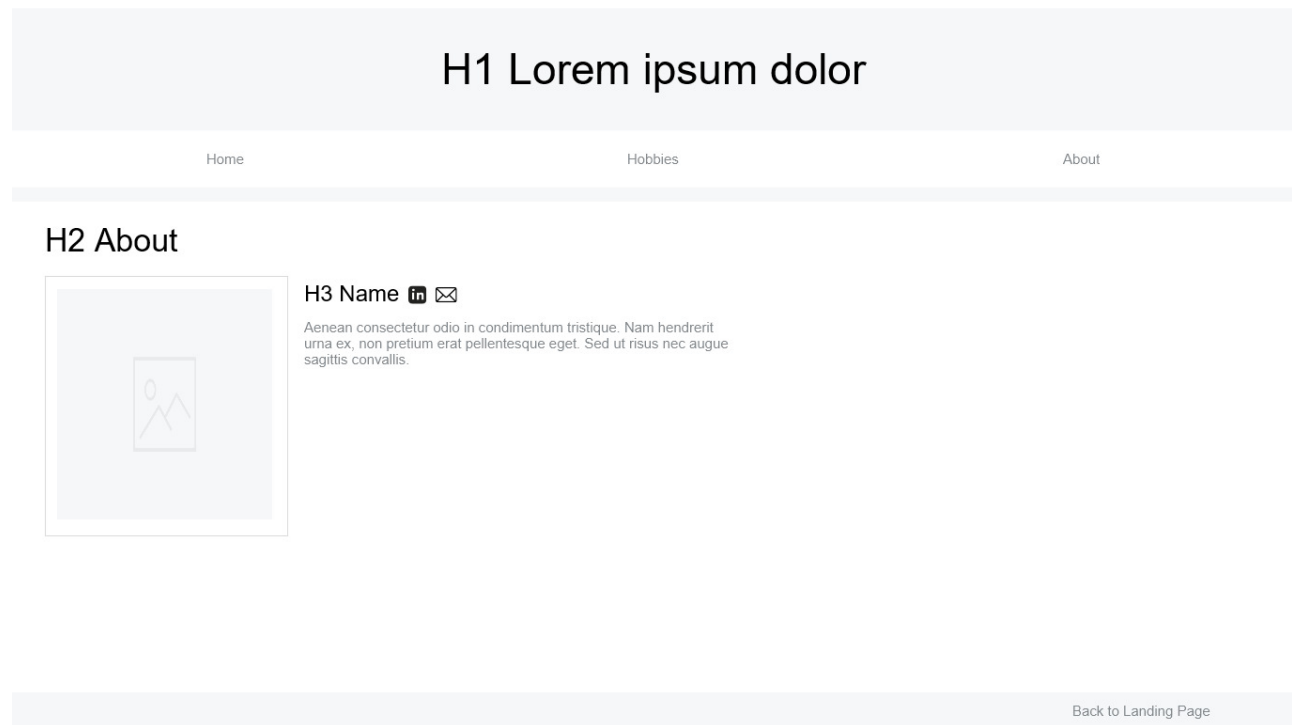 H1 Lorem ipsum dolor
Home
Hobbies
About
H2 About
H3 Name in
Aenean consectetur odio in condimentum tristique. Nam hendrerit
urna ex, non pretium erat pellentesque eget. Sed ut risus nec augue
sagittis convallis.
Back to Landing Page